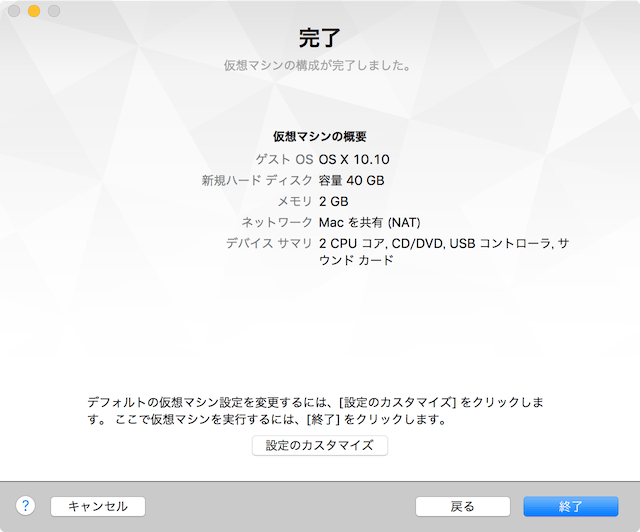 完了
仮想マシンの構成が完了しました。
仮想マシンの概要
ゲスト OS OS X 10.10
新規ハード ディスク 容量 40 GB
メモリ 2 GB
ネットワーク Mac を共有 (NAT)
デバイス サマリ 2 CPU コア, CD/DVD, USB コントローラ, サ
ウンド カード
デフォルトの仮想マシン設定を変更するには、[設定のカスタマイズ] をクリックしま
す。 ここで仮想マシンを実行するには、[終了] をクリックします。
設定のカスタマイズ
? キャンセル 戻る 終了